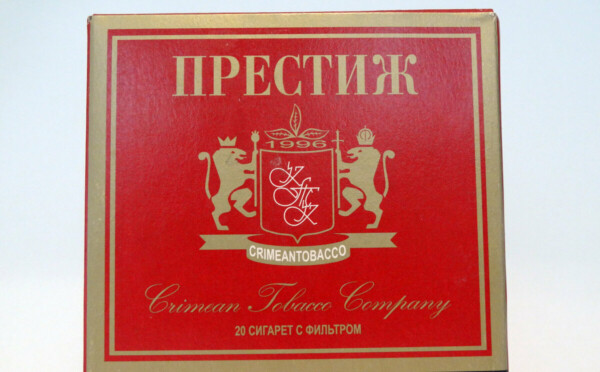 ПРЕСТИЖ
1996
CRIMEANTOBACCO
Crimean Tobacco Company
20 СИГАРЕТ С ФИЛЬТРОМ